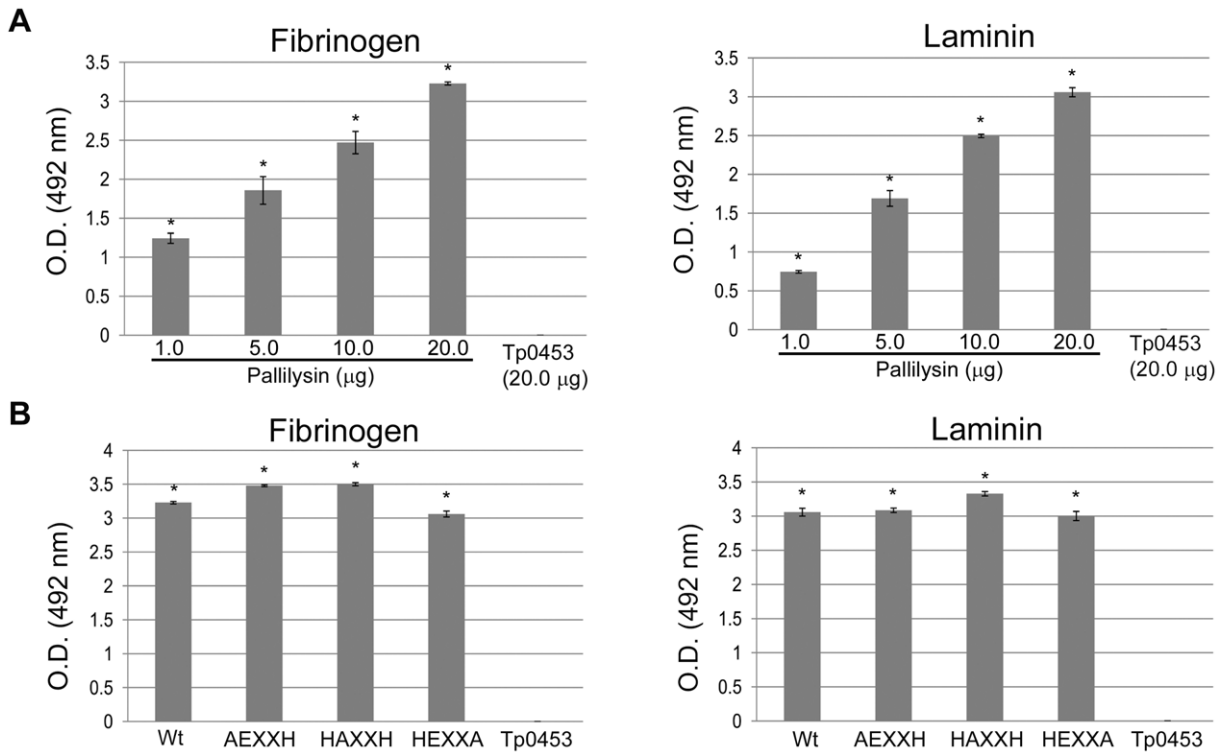 A
Fibrinogen
O.D. (492 nm)
3.5
3
2.5
2
1.5
1
0.5
0
*
*
*
*
1.0 5.0 10.0 20.0 Tp0453
Pallilysin (μg) (20.0 μg)
Laminin
O.D. (492 nm)
3.5
3
2.5
2
1.5
1
0.5
0
*
*
*
*
1.0 5.0 10.0 20.0 Tp0453
Pallilysin (μg) (20.0 μg)
B
Fibrinogen
O.D. (492 nm)
4
3.5
3
2.5
2
1.5
1
0.5
0
* * * *
Wt AEXXH HAXXH HEXXA Tp0453
Laminin
O.D. (492 nm)
4
3.5
3
2.5
2
1.5
1
0.5
0
* * * *
Wt AEXXH HAXXH HEXXA Tp0453